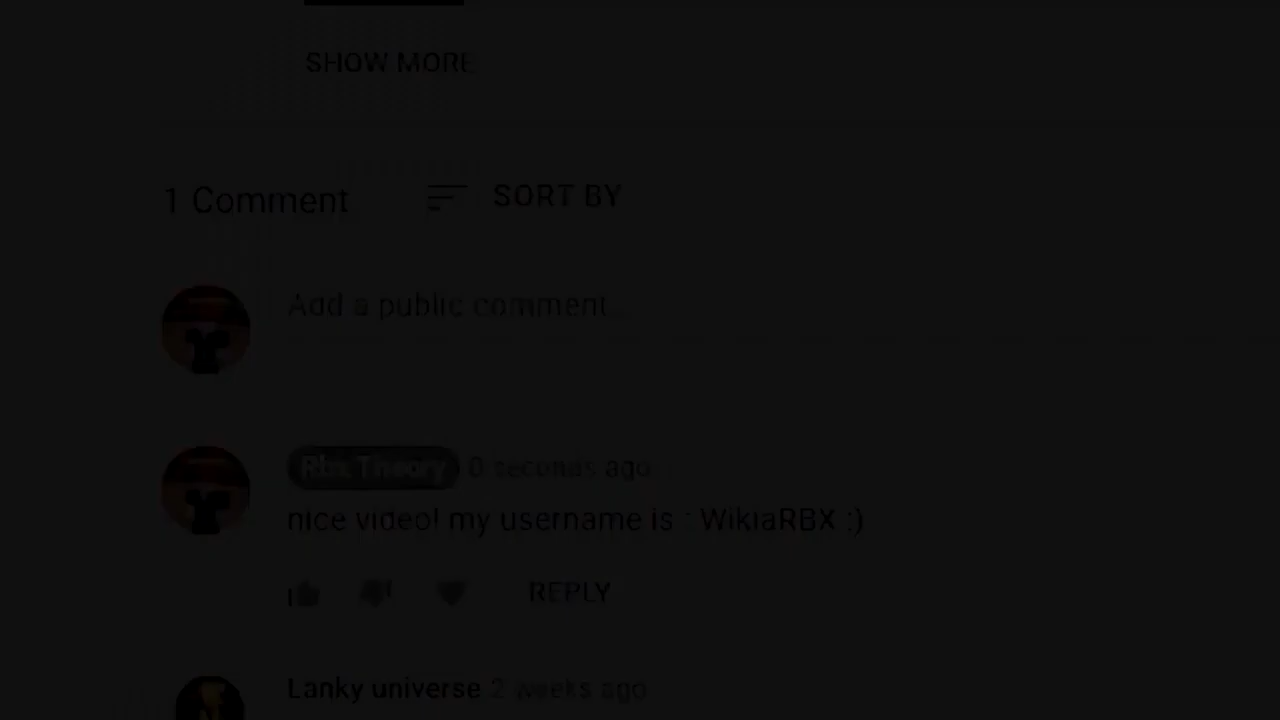 SHOW MORE
1 Comment SORT BY
Add a public comment...
Rbx Theory 0 seconds ago
nice video! my username is : WikiaRBX :)
REPLY
Lanky universe 2 weeks ago